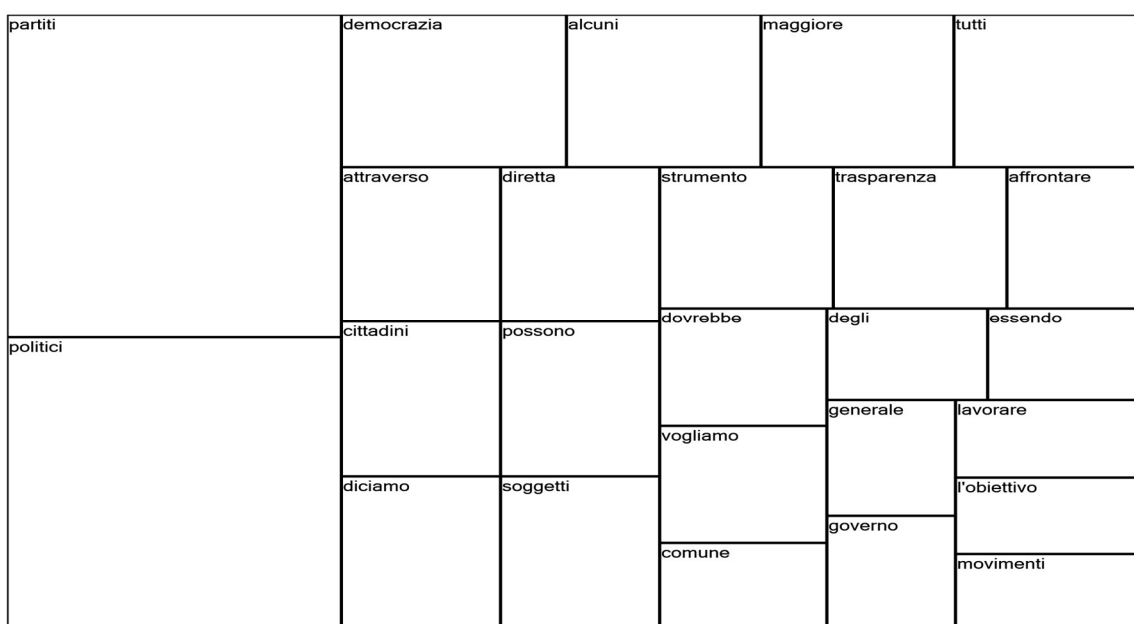 partiti
democrazia
alcuni
maggiore
tutti
attraverso
diretta
strumento
trasparenza
affrontare
dovrebbe
degli
essendo
cittadini
possono
politici
generale
lavorare
vogliamo
diciamo
soggetti
l'obiettivo
governo
comune
movimenti